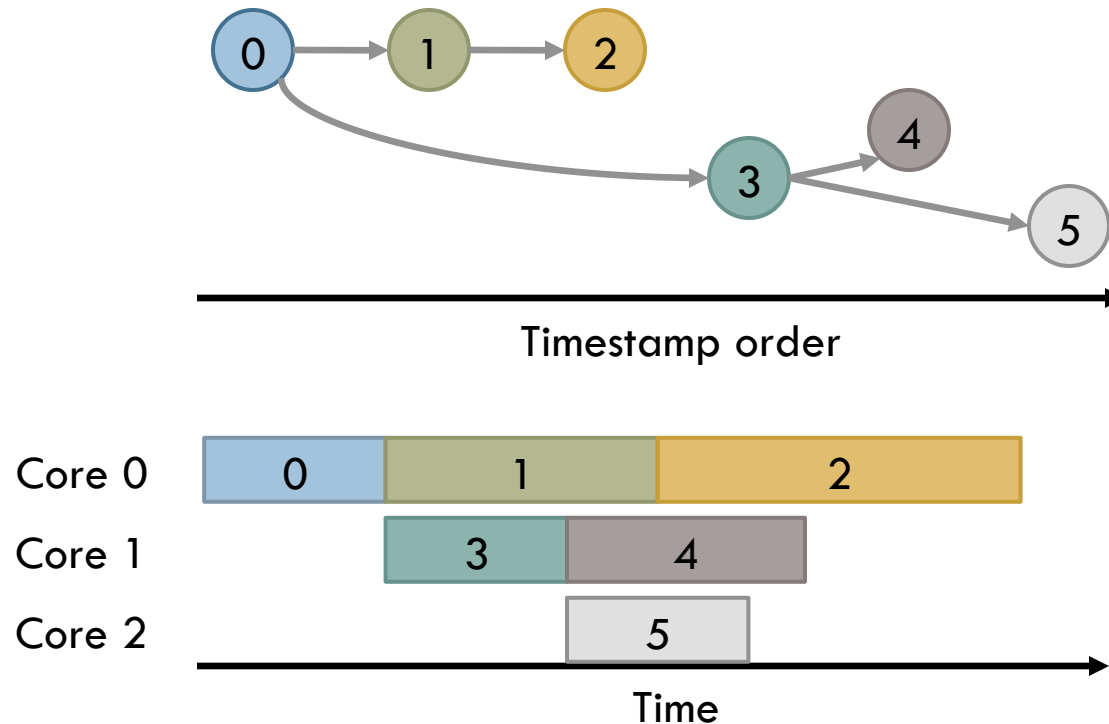 0 1 2
4
3
5
Timestamp order
Core 0 0 1 2
Core 1 3 4
Core 2 5
Time